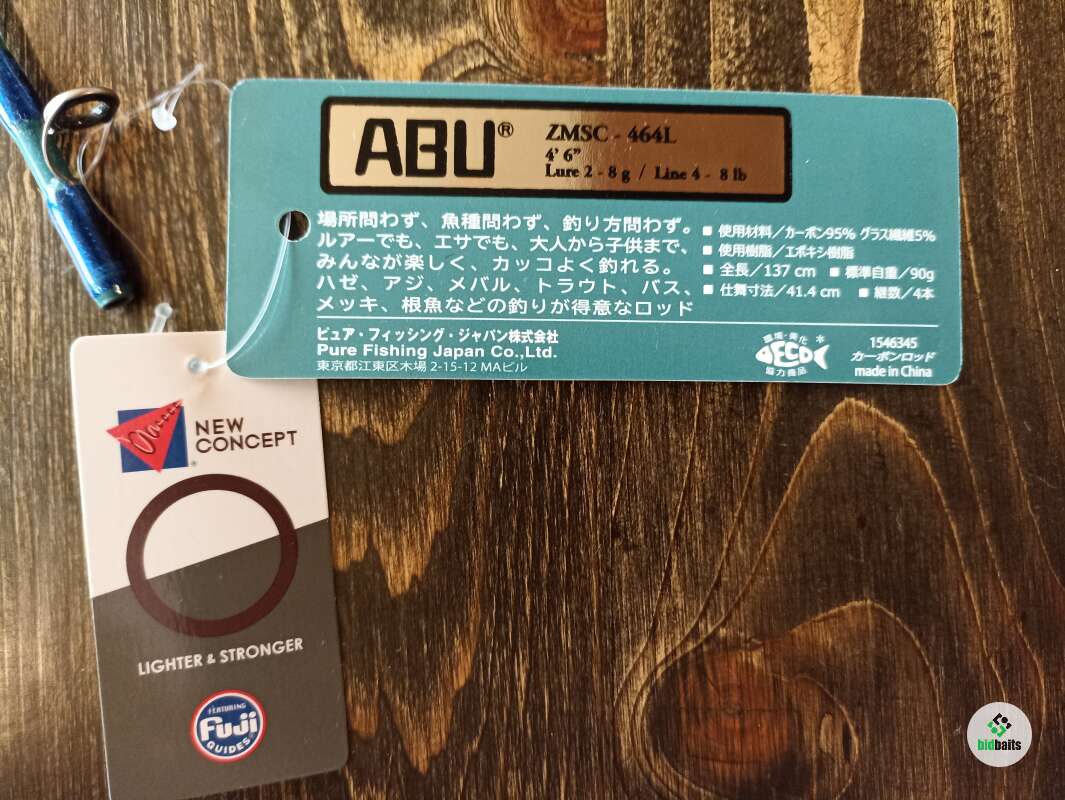 ABU®
ZMSC - 464L
4' 6"
Lure 2 - 8 g / Line 4 - 8 lb
場所問わず、魚種問わず、釣り方問わず。
ルアーでも、エサでも、大人から子供まで、
みんなが楽しく、カッコよく釣れる。
ハゼ、アジ、メバル、トラウト、バス、
メッキ、根魚などの釣りが得意なロッド
■ 使用材料／カーボン95% グラス繊維5%
■ 使用樹脂／エポキシ樹脂
■ 全長／137 cm ■ 標準自重／90g
■ 仕舞寸法／41.4 cm ■ 継数／4本
ピュア・フィッシング・ジャパン株式会社
Pure Fishing Japan Co.,Ltd.
東京都江東区木場 2-15-12 MAビル
環境・美化
DECO
協力商品
1546345
カーボンロッド
made in China
NEW
CONCEPT
LIGHTER & STRONGER
FEATURING
Fuji
GUIDES
bidbaits